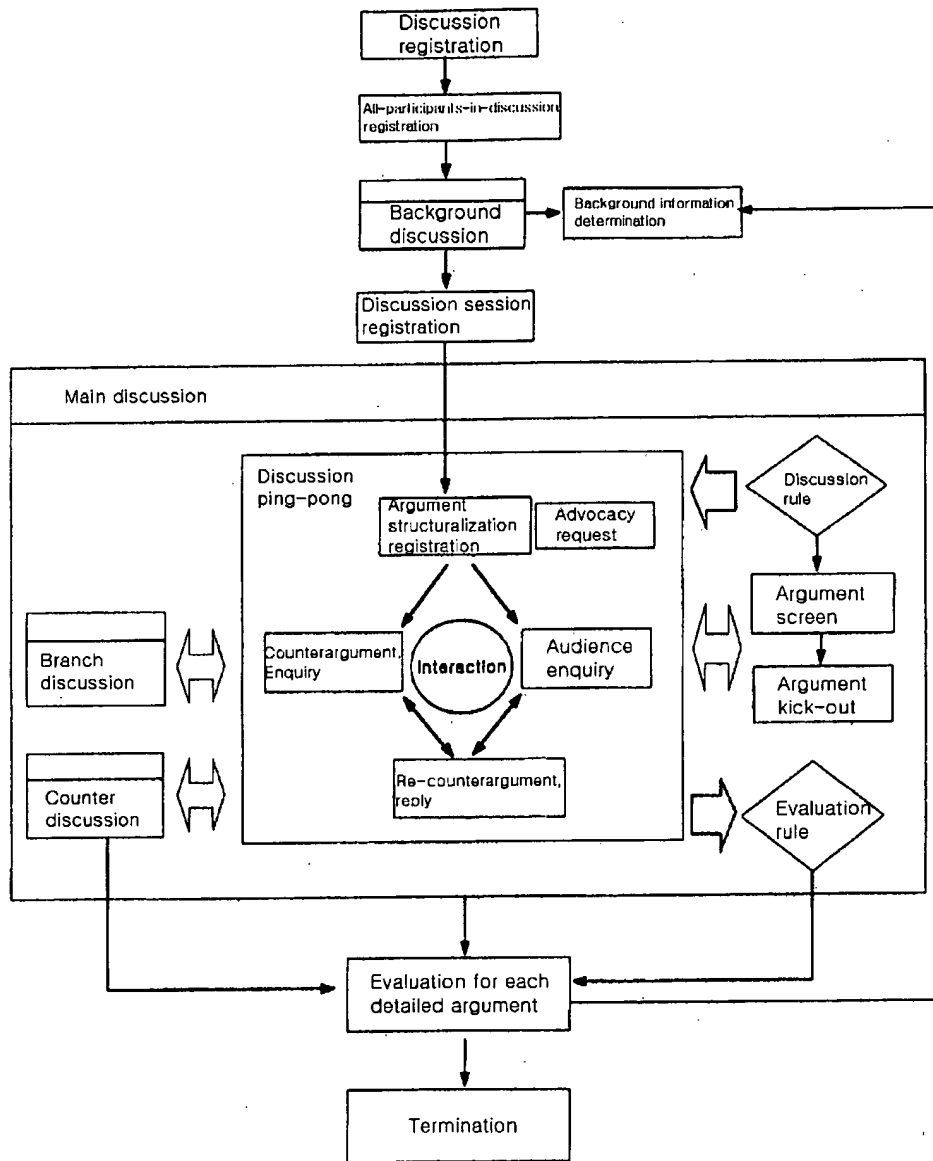 Discussion
registration
All-participants-in-discussion
registration
Background
discussion
Background information
determination
Discussion session
registration
Main discussion
Discussion
ping-pong
Argument
structuralization
registration
Advocacy
request
Discussion
rule
Argument
screen
Argument
kick-out
Branch
discussion
Counterargument,
Enquiry
Interaction
Audience
enquiry
Re-counterargument,
reply
Counter
discussion
Evaluation
rule
Evaluation for each
detailed argument
Termination